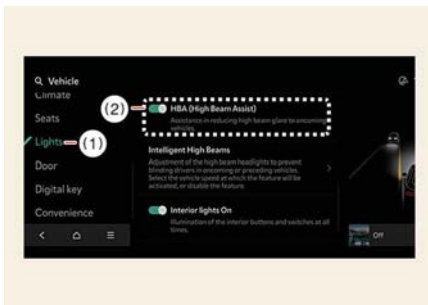 Vehicle
Climate
Seats
Lights
Door
Digital key
Convenience
(1)
(2)
HBA (High Beam Assist)
Assistance in reducing high beam glare to oncoming
vehicles.
Intelligent High Beams
Adjustment of the high beam headlights to prevent
blinding drivers in oncoming or preceding vehicles.
Select the vehicle speed at which the feature will be
activated, or disable the feature.
Interior lights On
Illumination of the interior buttons and switches at all
times.
Off